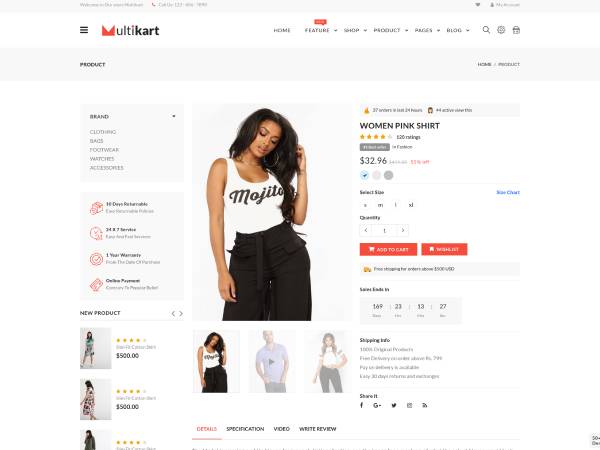 Welcome to Our store Multikart
Call Us: 123 - 456 - 7890
My Account
Multikart
HOME
NEW
FEATURE
SHOP
PRODUCT
PAGES
BLOG
PRODUCT
HOME / PRODUCT
BRAND
CLOTHING
BAGS
FOOTWEAR
WATCHES
ACCESSORIES
10 Days Returnable
Easy Returnable Policies
24 X 7 Service
Easy And Fast Services
1 Year Warranty
From The Date Of Purchase
Online Payment
Contrary To Popular Belief
NEW PRODUCT
Slim Fit Cotton Shirt
$500.00
Slim Fit Cotton Shirt
$500.00
Slim Fit Cotton Shirt
Mojito
Mojito
37 orders in last 24 hours
44 active view this
WOMEN PINK SHIRT
120 ratings
#1 Best seller
in Fashion
$32.96
55% off
Select Size
Size Chart
s
m
l
xl
Quantity
1
ADD TO CART
WISHLIST
Free shipping for orders above $500 USD
Sales Ends In
169 : 23 : 13 : 27
Days Hrs Min Sec
Shipping Info
100% Original Products
Free Delivery on order above Rs. 799
Pay on delivery is available
Easy 30 days returns and exchanges
Share It
DETAILS
SPECIFICATION
VIDEO
WRITE REVIEW
50+